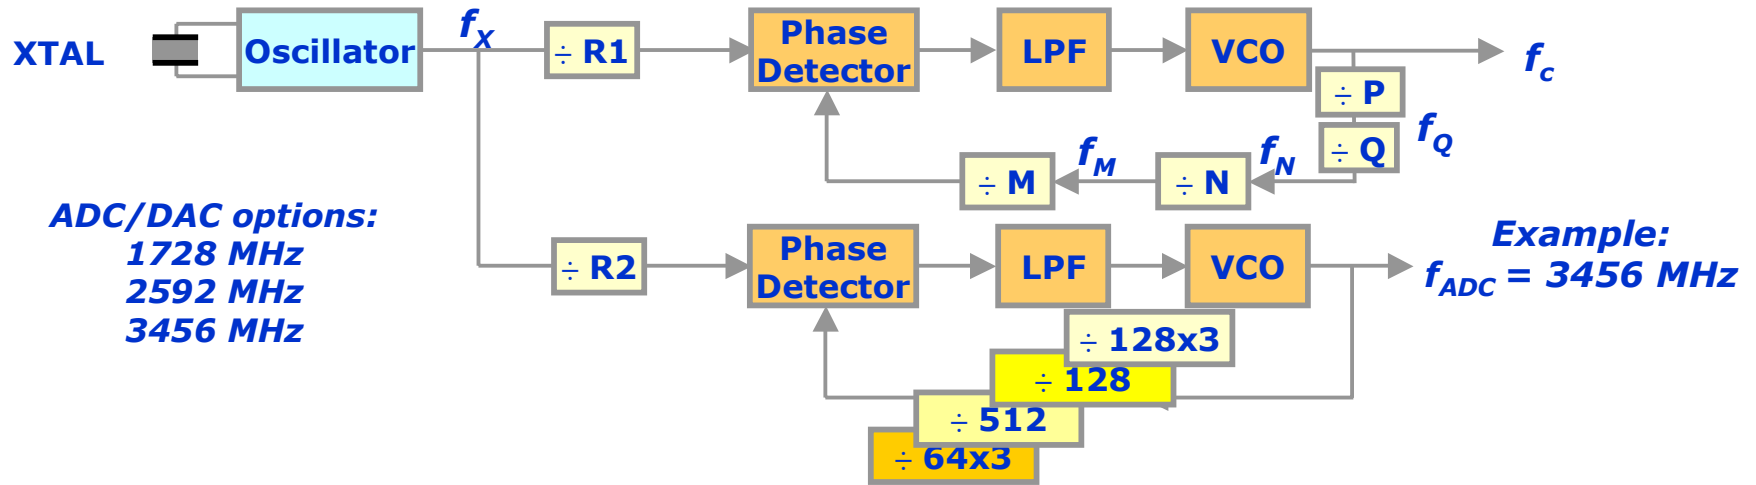 XTAL
Oscillator
fX
÷ R1
Phase
Detector
LPF
VCO
fc
÷ P
÷ Q
fQ
fN
÷ N
fM
÷ M
ADC/DAC options:
1728 MHz
2592 MHz
3456 MHz
÷ R2
Phase
Detector
LPF
VCO
Example:
fADC = 3456 MHz
÷ 128x3
÷ 128
÷ 512
÷ 64x3